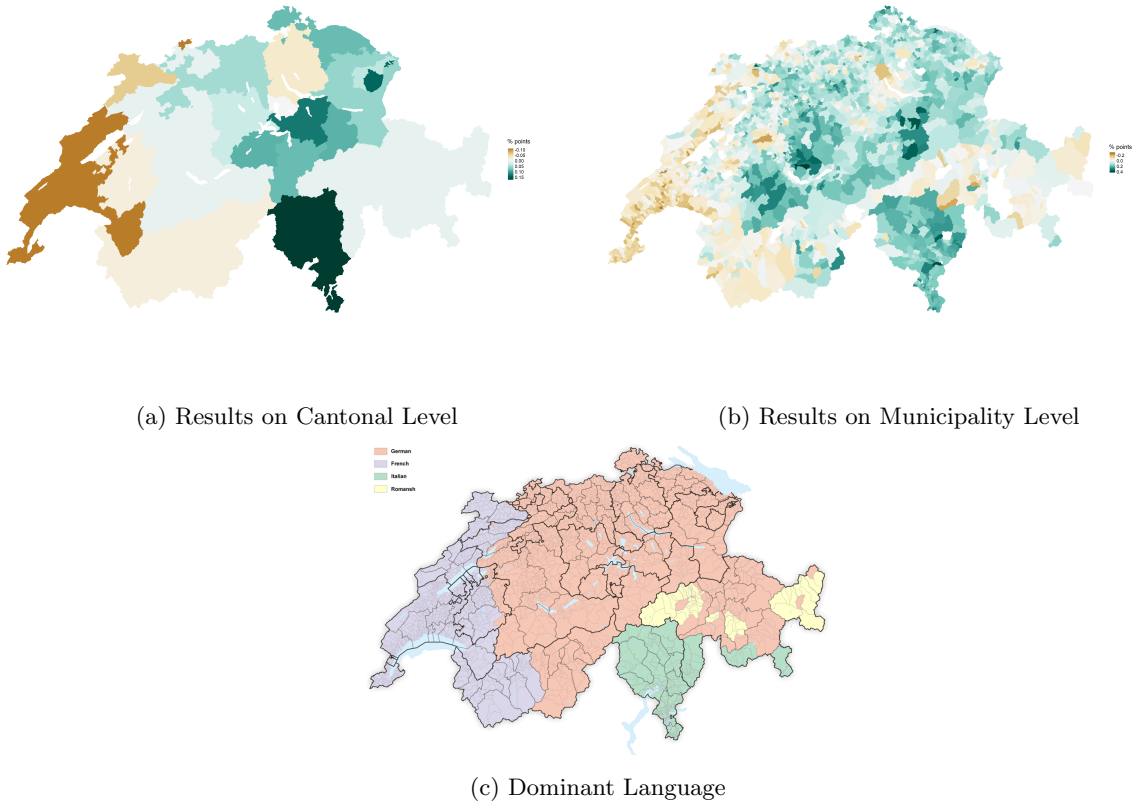 % points
-0.10
-0.05
0.00
0.05
0.10
0.15
% points
-0.2
0.0
0.2
0.4
(a) Results on Cantonal Level
(b) Results on Municipality Level
German
French
Italian
Romansh
(c) Dominant Language